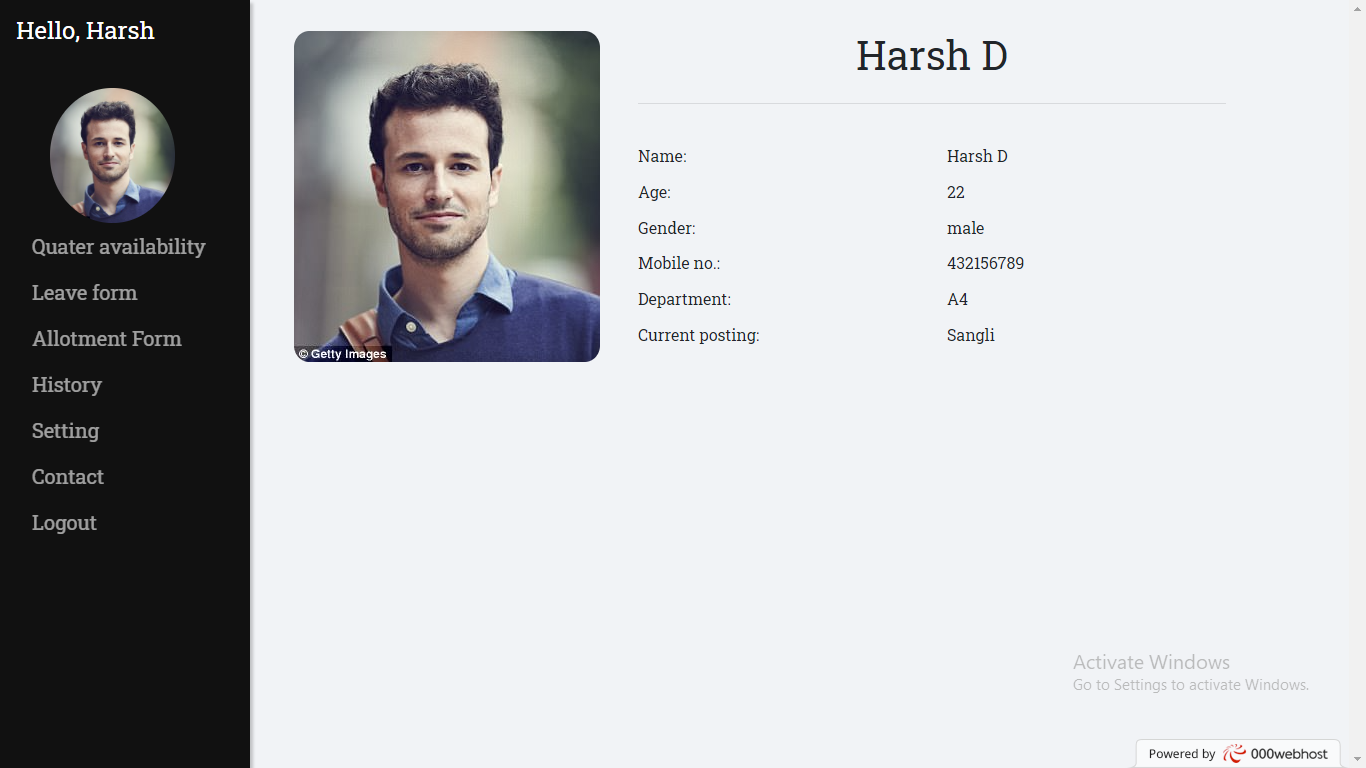 Hello, Harsh
Quater availability
Leave form
Allotment Form
History
Setting
Contact
Logout
© Getty Images
Harsh D
Name: Harsh D
Age: 22
Gender: male
Mobile no.: 432156789
Department: A4
Current posting: Sangli
Activate Windows
Go to Settings to activate Windows.
Powered by 000webhost